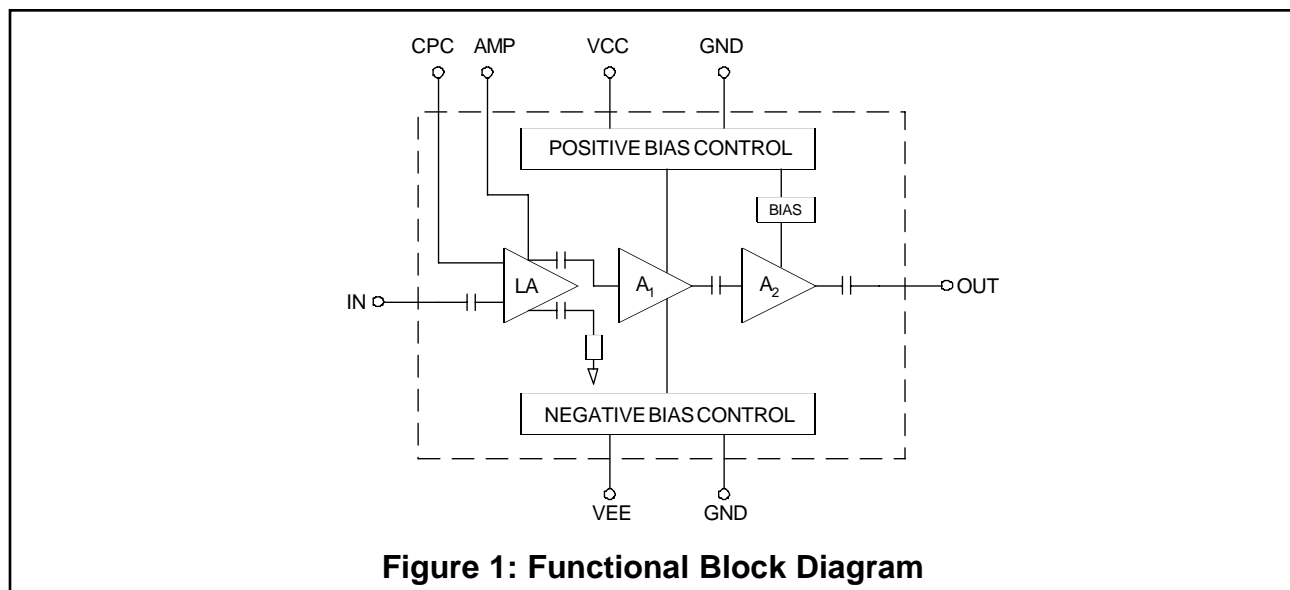 CPC AMP VCC GND
POSITIVE BIAS CONTROL
BIAS
LA A1 A2
IN OUT
NEGATIVE BIAS CONTROL
VEE GND
Figure 1: Functional Block Diagram